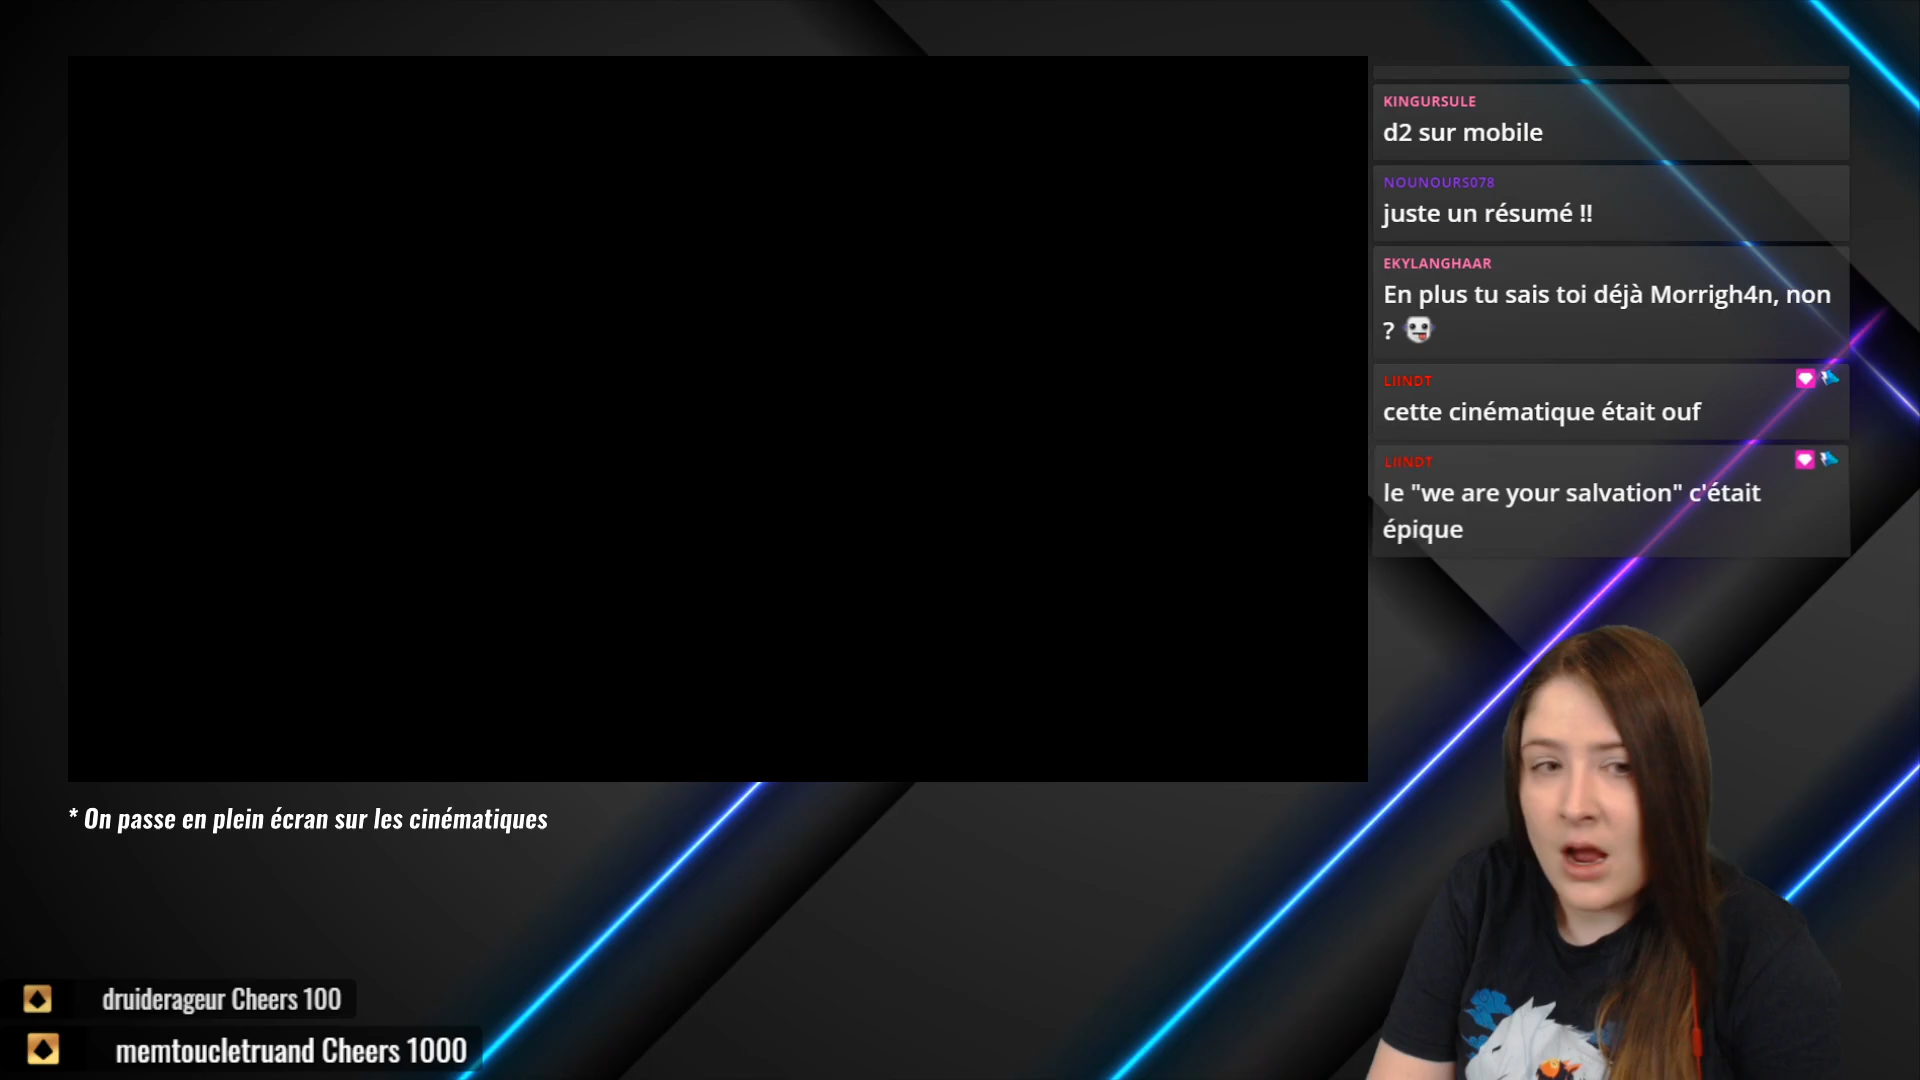 KINGURSULE
d2 sur mobile
NOUNOURS078
juste un résumé !!
EKYLANGHAAR
En plus tu sais toi déjà Morrigh4n, non
?
LIINDT
cette cinématique était ouf
LIINDT
le "we are your salvation" c'était
épique
* On passe en plein écran sur les cinématiques
druiderageur Cheers 100
memtoucletruand Cheers 1000